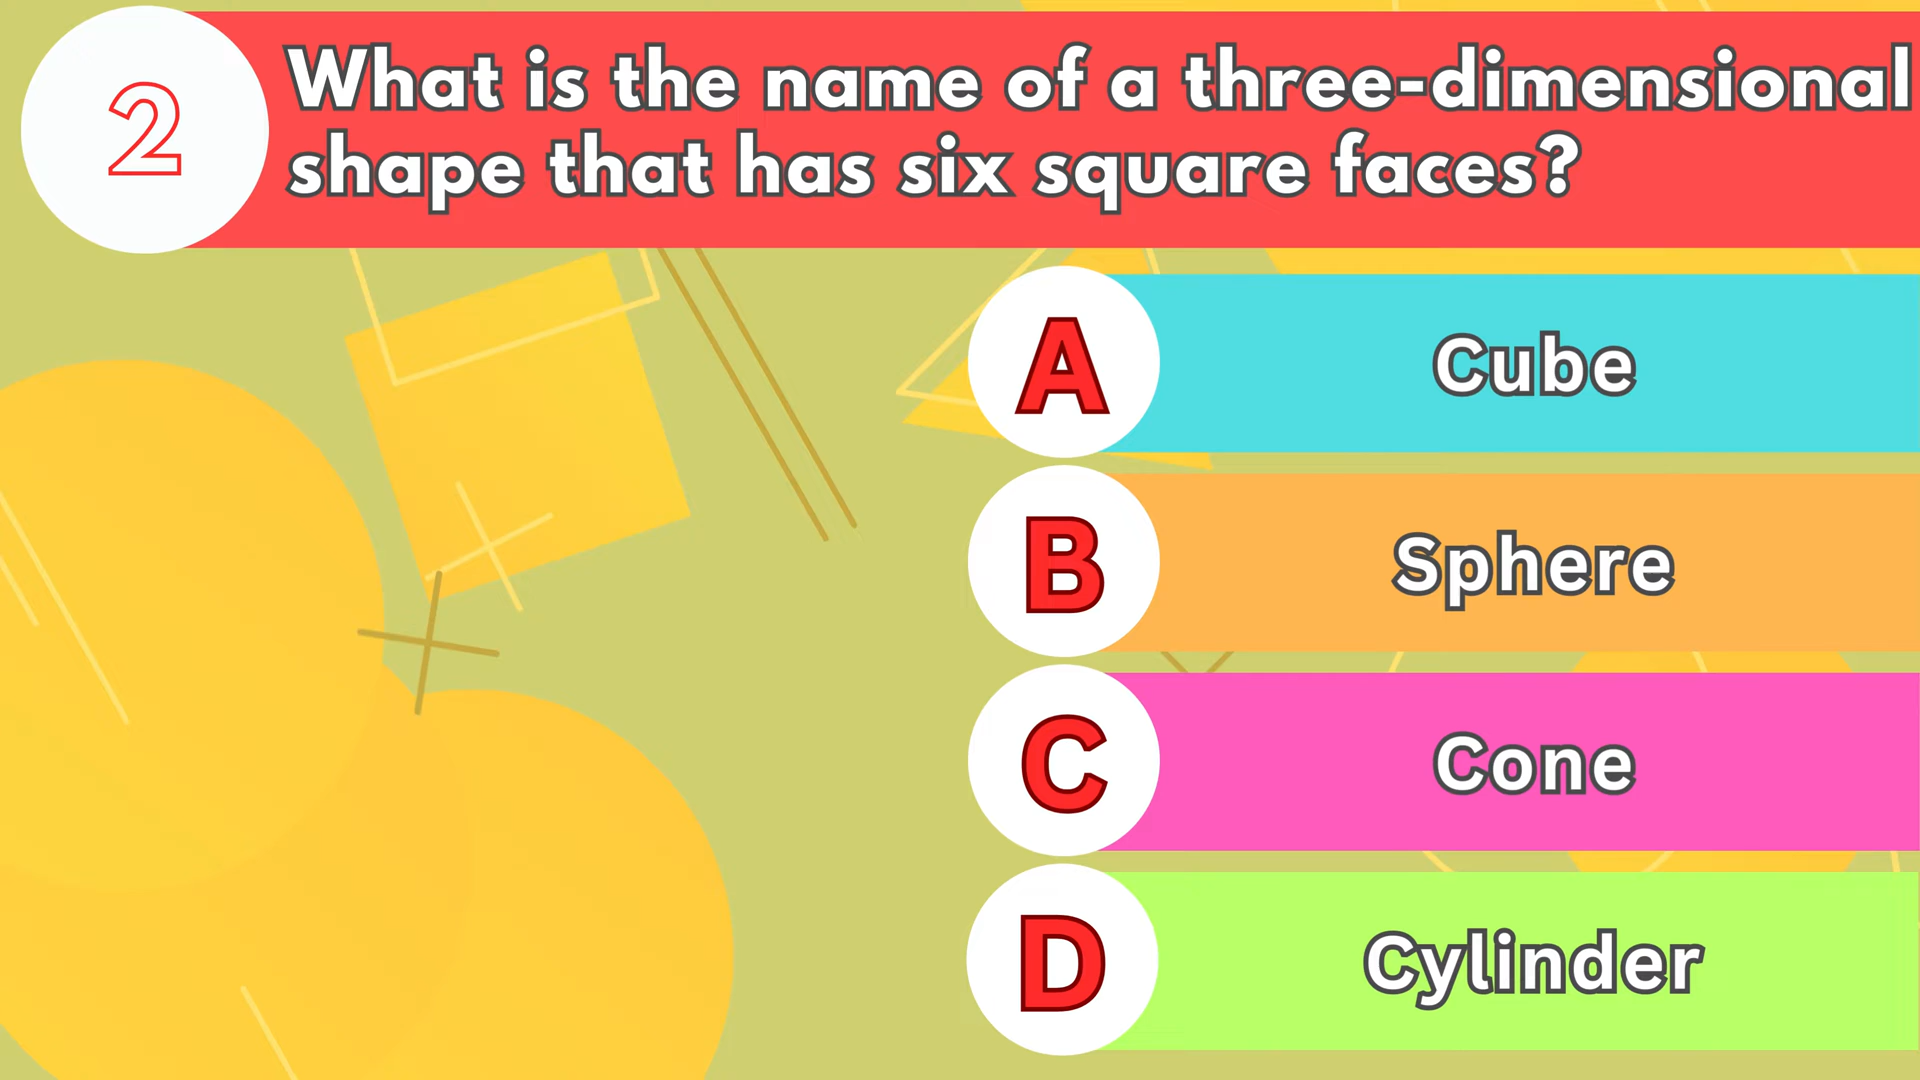 2
What is the name of a three-dimensional
shape that has six square faces?
A
Cube
B
Sphere
C
Cone
D
Cylinder